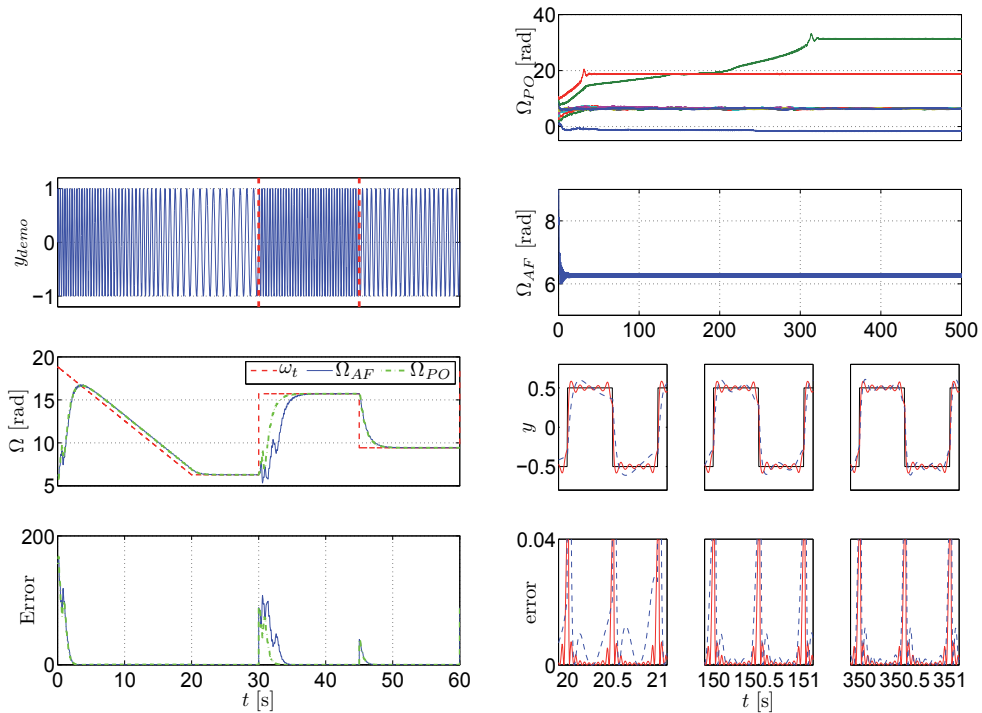 1
0
−1
y_demo
20
15
10
5
Ω [rad]
ω_t Ω_AF Ω_PO
200
0
Error
0 10 20 30 40 50 60
t [s]
40
20
0
Ω_PO [rad]
8
6
Ω_AF [rad]
0 100 200 300 400 500
0.5
0
−0.5
y
0.04
0
error
20 20.5 21 150 150.5 151 350 350.5 351
t [s]